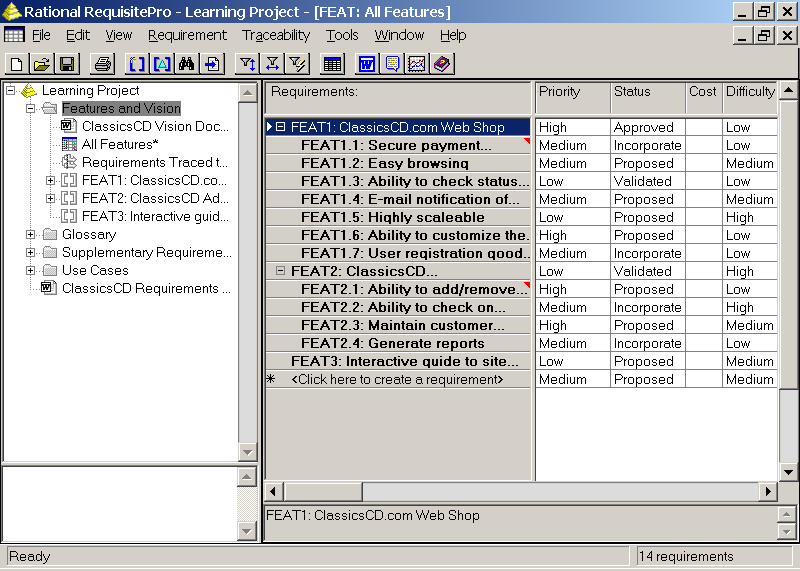 Rational RequisitePro - Learning Project - [FEAT: All Features]
File Edit View Requirement Traceability Tools Window Help
Learning Project
Features and Vision
ClassicsCD Vision Doc...
All Features*
Requirements Traced t...
FEAT1: ClassicsCD.co...
FEAT2: ClassicsCD Ad...
FEAT3: Interactive guid...
Glossary
Supplementary Requireme...
Use Cases
ClassicsCD Requirements ...
Requirements: Priority Status Cost Difficulty
FEAT1: ClassicsCD.com Web Shop High Approved Low
FEAT1.1: Secure payment... Medium Incorporate Low
FEAT1.2: Easy browsing Medium Proposed Medium
FEAT1.3: Ability to check status... Low Validated Low
FEAT1.4: E-mail notification of... Medium Proposed Medium
FEAT1.5: Highly scaleable Low Proposed High
FEAT1.6: Ability to customize the. High Proposed Low
FEAT1.7: User registration good... Medium Incorporate Low
FEAT2: ClassicsCD... Low Validated High
FEAT2.1: Ability to add/remove... High Proposed Low
FEAT2.2: Ability to check on... Medium Incorporate High
FEAT2.3: Maintain customer... High Proposed Medium
FEAT2.4: Generate reports Medium Incorporate Low
FEAT3: Interactive guide to site... Low Proposed Medium
<Click here to create a requirement> Medium Proposed Medium
FEAT1: ClassicsCD.com Web Shop
Ready 14 requirements